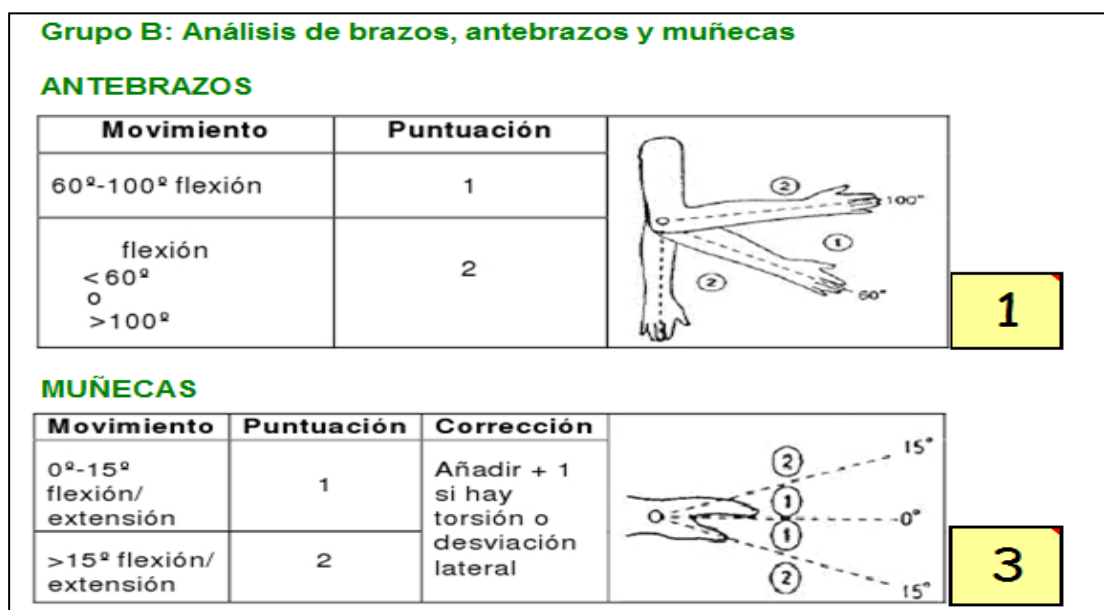 Grupo B: Análisis de brazos, antebrazos y muñecas
ANTEBRAZOS
Movimiento Puntuación
60º-100º flexión 1
flexión
<60º
o
>100º
2
2
100°
1
2
60°
1
MUÑECAS
Movimiento Puntuación Corrección
0º-15º
flexión/
extensión
1
Añadir + 1
si hay
torsión o
desviación
lateral
>15º flexión/
extensión
2
2
15°
1
0°
1
2
15°
3